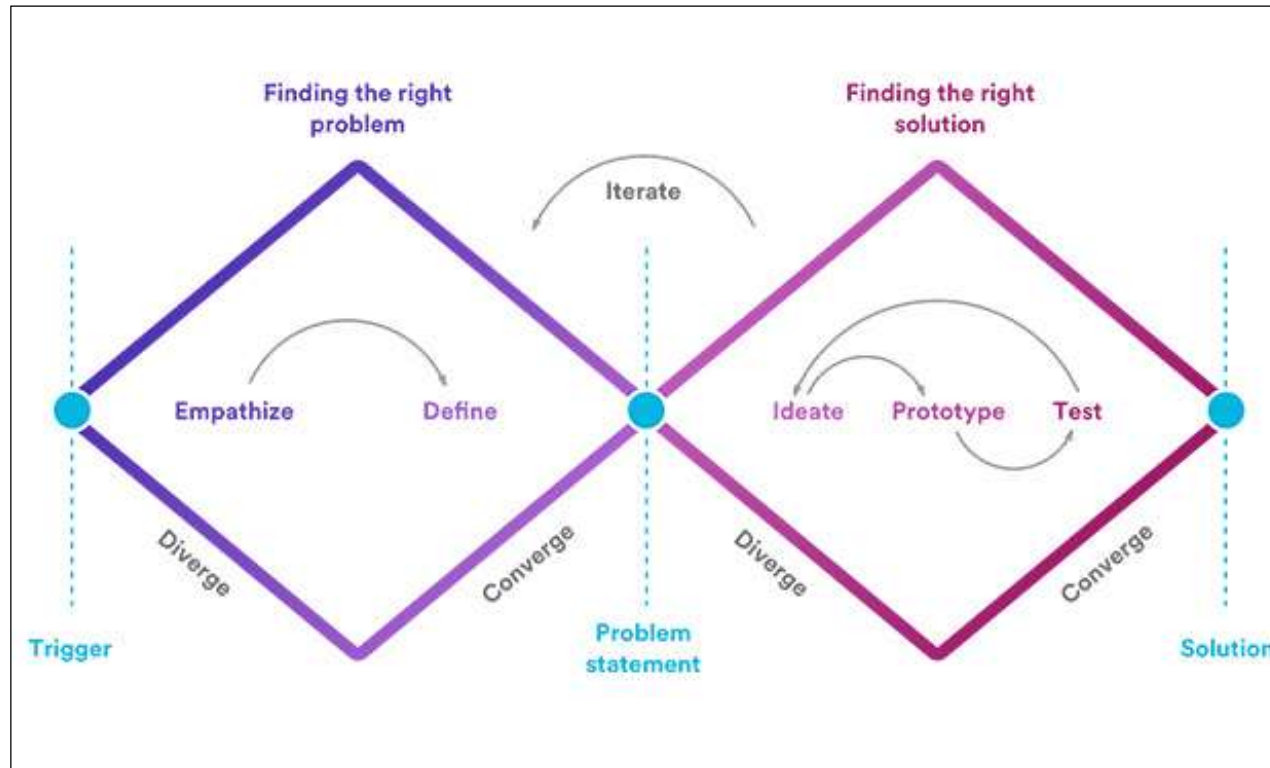 Finding the right
problem
Finding the right
solution
Iterate
Empathize
Define
Ideate
Prototype
Test
Diverge
Converge
Diverge
Converge
Trigger
Problem
statement
Solution